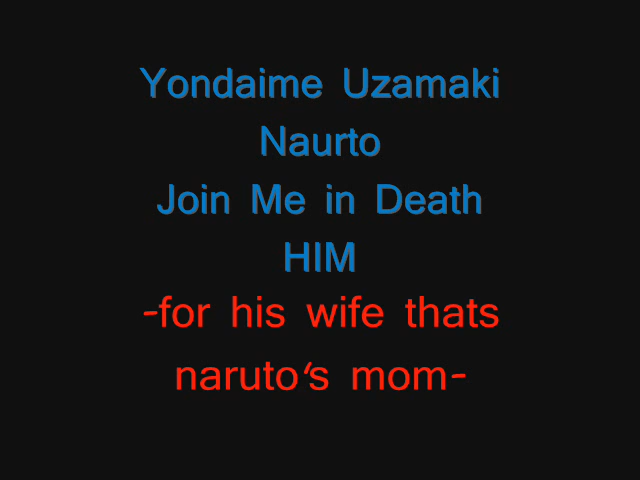 Yondaime Uzamaki
Naurto
Join Me in Death
HIM
-for his wife thats
naruto's mom-